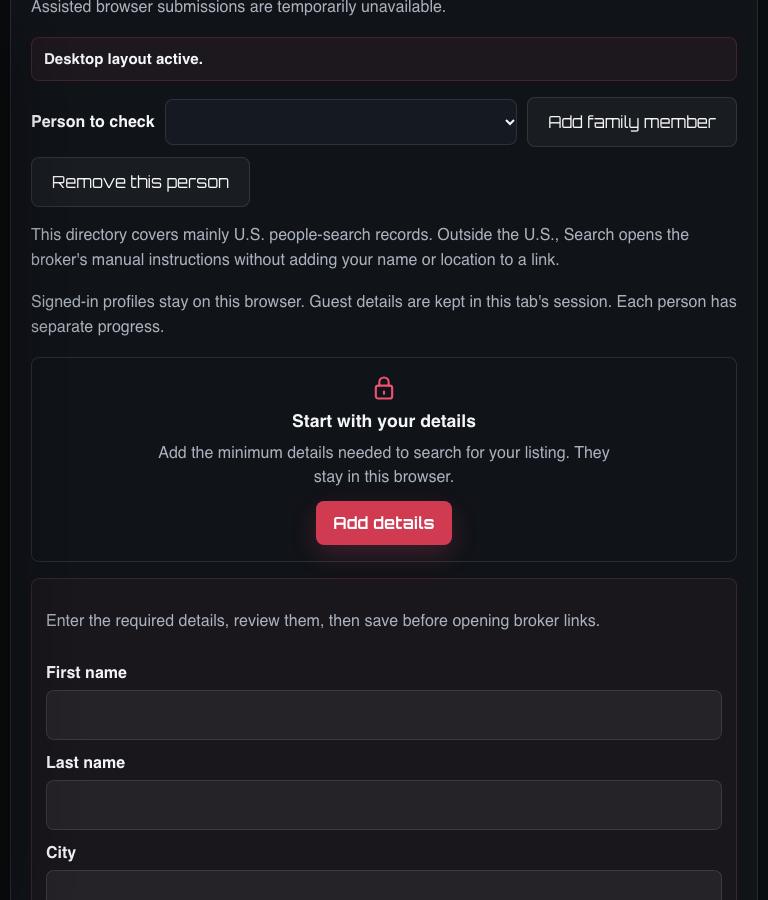 Assisted browser submissions are temporarily unavailable.
Desktop layout active.
Person to check
Add family member
Remove this person
This directory covers mainly U.S. people-search records. Outside the U.S., Search opens the
broker's manual instructions without adding your name or location to a link.
Signed-in profiles stay on this browser. Guest details are kept in this tab's session. Each person has
separate progress.
Start with your details
Add the minimum details needed to search for your listing. They
stay in this browser.
Add details
Enter the required details, review them, then save before opening broker links.
First name
Last name
City